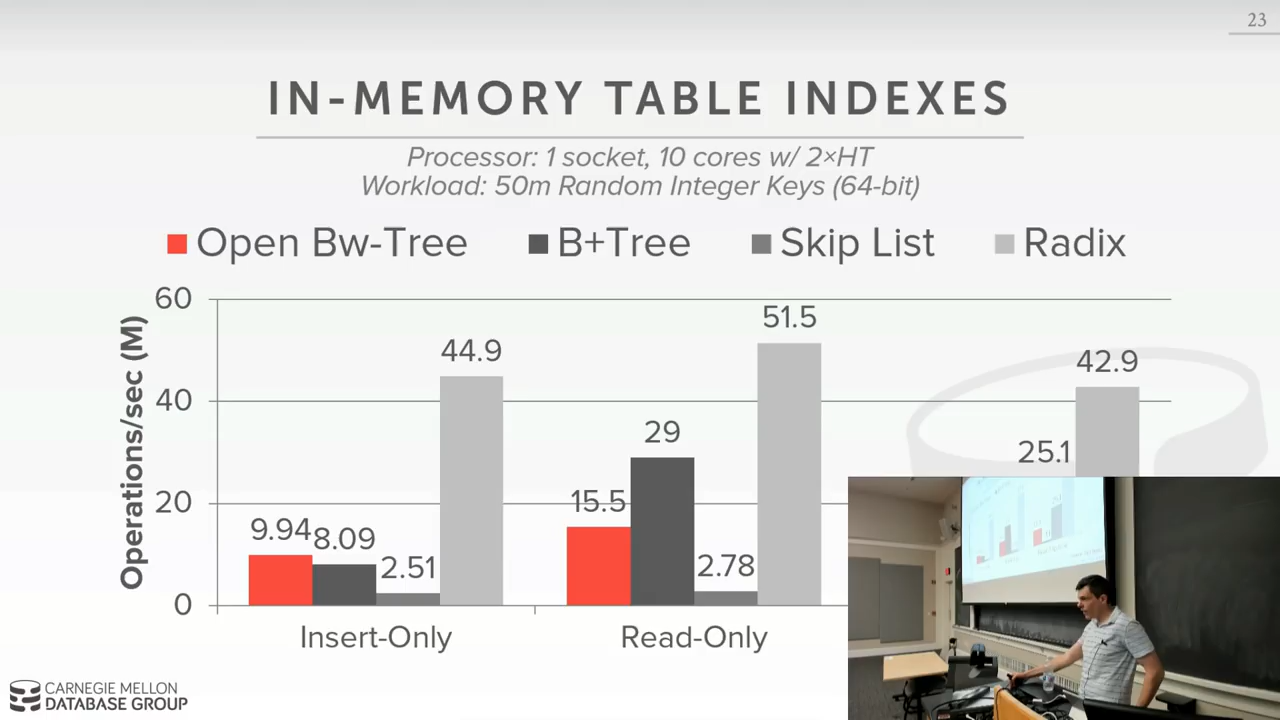 23
IN-MEMORY TABLE INDEXES
Processor: 1 socket, 10 cores w/ 2×HT
Workload: 50m Random Integer Keys (64-bit)
Open Bw-Tree B+Tree Skip List Radix
Operations/sec (M)
60
40
20
0
9.94 8.09 2.51 44.9
15.5 29 2.78 51.5
25.1 42.9
Insert-Only Read-Only
CARNEGIE MELLON
DATABASE GROUP